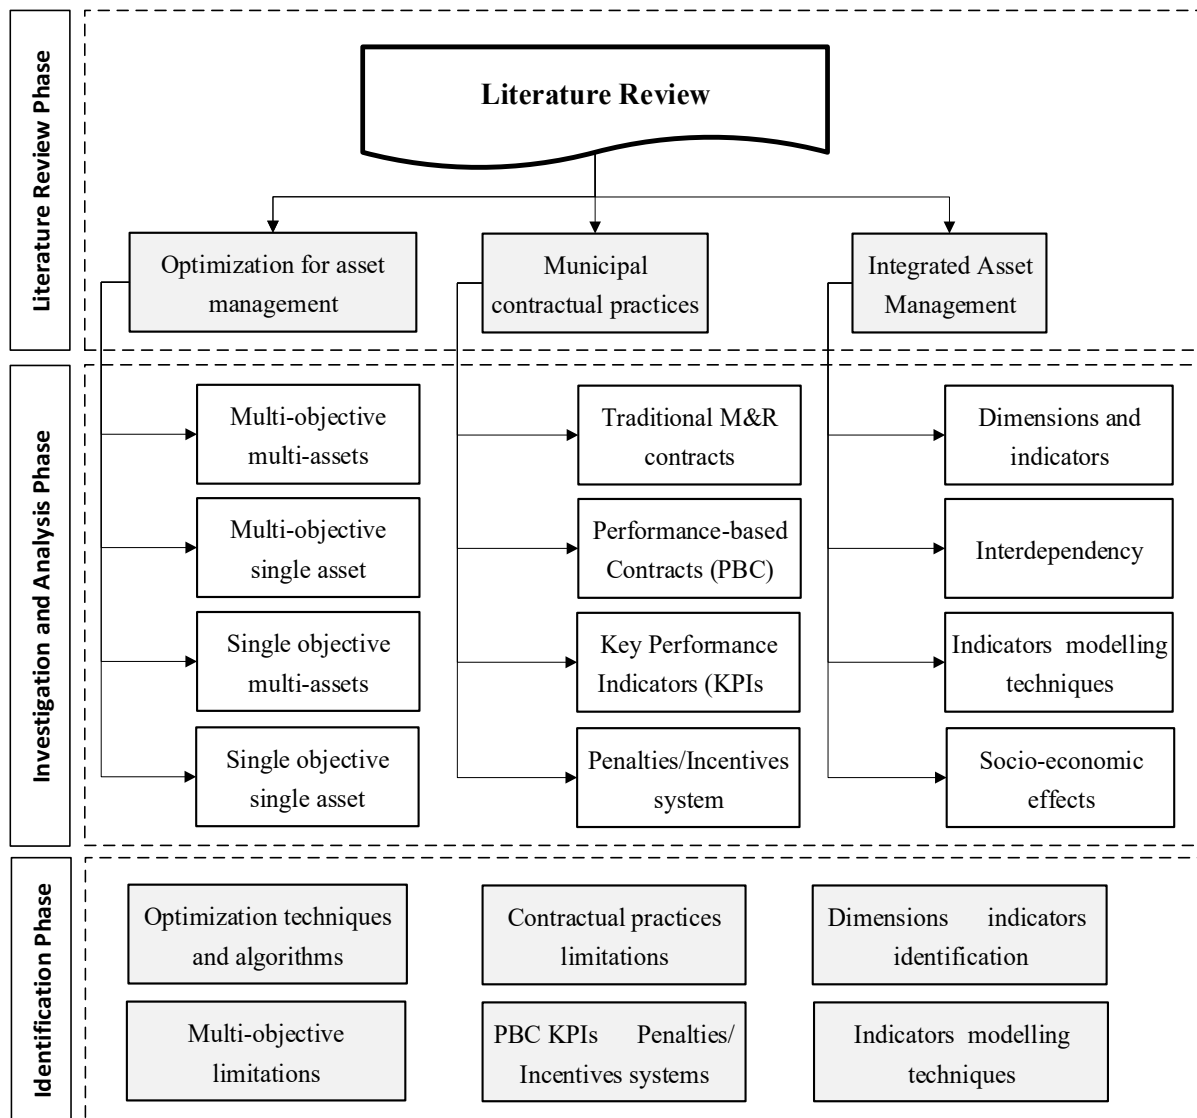 Literature Review Phase
Literature Review
Optimization for asset
management
Municipal
contractual practices
Integrated Asset
Management
Investigation and Analysis Phase
Multi-objective
multi-assets
Multi-objective
single asset
Single objective
multi-assets
Single objective
single asset
Traditional M&R
contracts
Performance-based
Contracts (PBC)
Key Performance
Indicators (KPIs
Penalties/Incentives
system
Dimensions and
indicators
Interdependency
Indicators modelling
techniques
Socio-economic
effects
Identification Phase
Optimization techniques
and algorithms
Contractual practices
limitations
Dimensions indicators
identification
Multi-objective
limitations
PBC KPIs Penalties/
Incentives systems
Indicators modelling
techniques